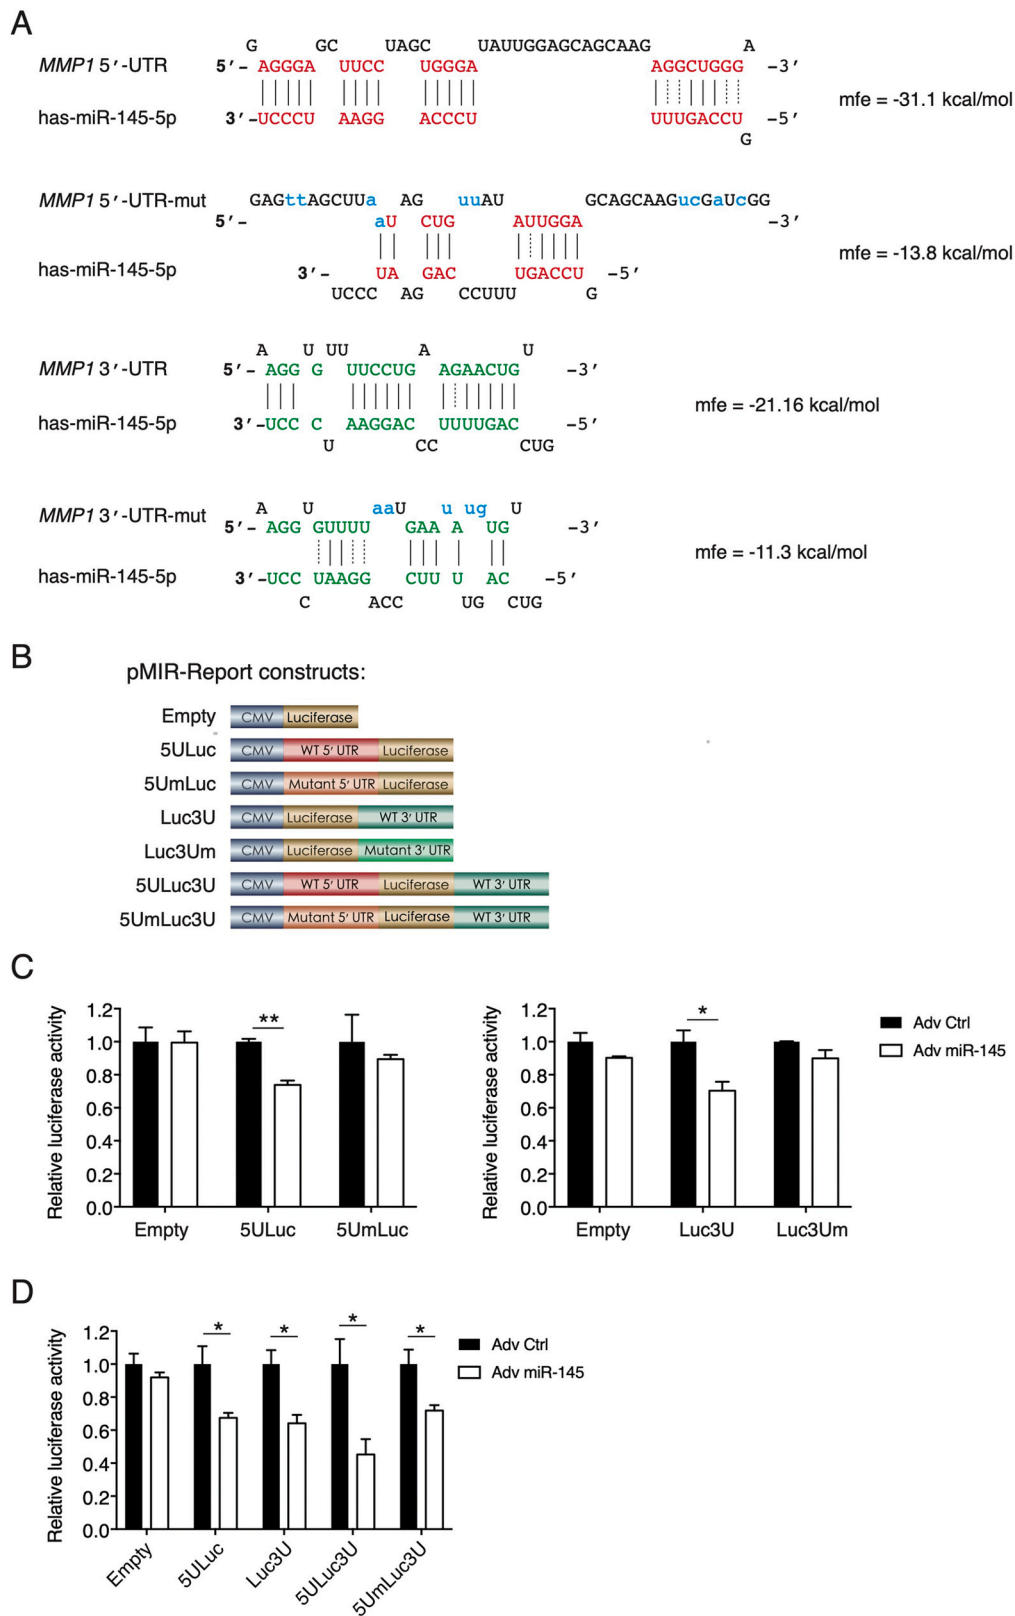 A
G GC UAGC UAUUGGAGCAGCAAG A
MMP1 5′-UTR 5′- AGGGA UUCC UGGGA AGGCUGGG -3′
mfe = -31.1 kcal/mol
has-miR-145-5p 3′-UCCCU AAGG ACCCU UUUGACCU -5′
G
MMP1 5′-UTR-mut GAGttAGCUUa AG uuAU GCAGCAAGucGaUcGG
5′- aU CUG AUUGGA -3′
mfe = -13.8 kcal/mol
has-miR-145-5p 3′- UA GAC UGACCU -5′
UCCC AG CCUUU G
A U UU A U
MMP1 3′-UTR 5′- AGG G UUCCUG AGAACUG -3′
mfe = -21.16 kcal/mol
has-miR-145-5p 3′-UCC C AAGGAC UUUUGAC -5′
U CC CUG
A U aaU u ug U
MMP1 3′-UTR-mut 5′- AGG GUUUU GAA A UG -3′
mfe = -11.3 kcal/mol
has-miR-145-5p 3′-UCC UAAGG CUU U AC -5′
C ACC UG CUG
B
pMIR-Report constructs:
Empty CMV Luciferase
5ULuc CMV WT 5′ UTR Luciferase
5UmLuc CMV Mutant 5′ UTR Luciferase
Luc3U CMV Luciferase WT 3′ UTR
Luc3Um CMV Luciferase Mutant 3′ UTR
5ULuc3U CMV WT 5′ UTR Luciferase WT 3′ UTR
5UmLuc3U CMV Mutant 5′ UTR Luciferase WT 3′ UTR
C
Relative luciferase activity
1.2
1.0
0.8
0.6
0.4
0.2
0.0
**
Empty 5ULuc 5UmLuc
Relative luciferase activity
1.2
1.0
0.8
0.6
0.4
0.2
0.0
*
Empty Luc3U Luc3Um
Adv Ctrl
Adv miR-145
D
Relative luciferase activity
1.2
1.0
0.8
0.6
0.4
0.2
0.0
* * * *
Empty 5ULuc Luc3U 5ULuc3U 5UmLuc3U
Adv Ctrl
Adv miR-145